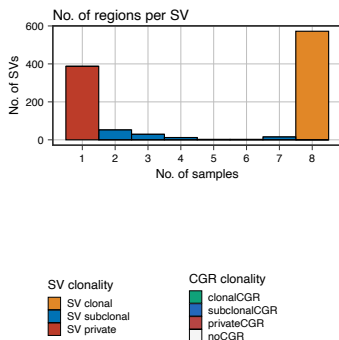 No. of regions per SV
No. of SVs
600
400
200
0
1 2 3 4 5 6 7 8
No. of samples
SV clonality
SV clonal
SV subclonal
SV private
CGR clonality
clonalCGR
subclonalCGR
privateCGR
noCGR